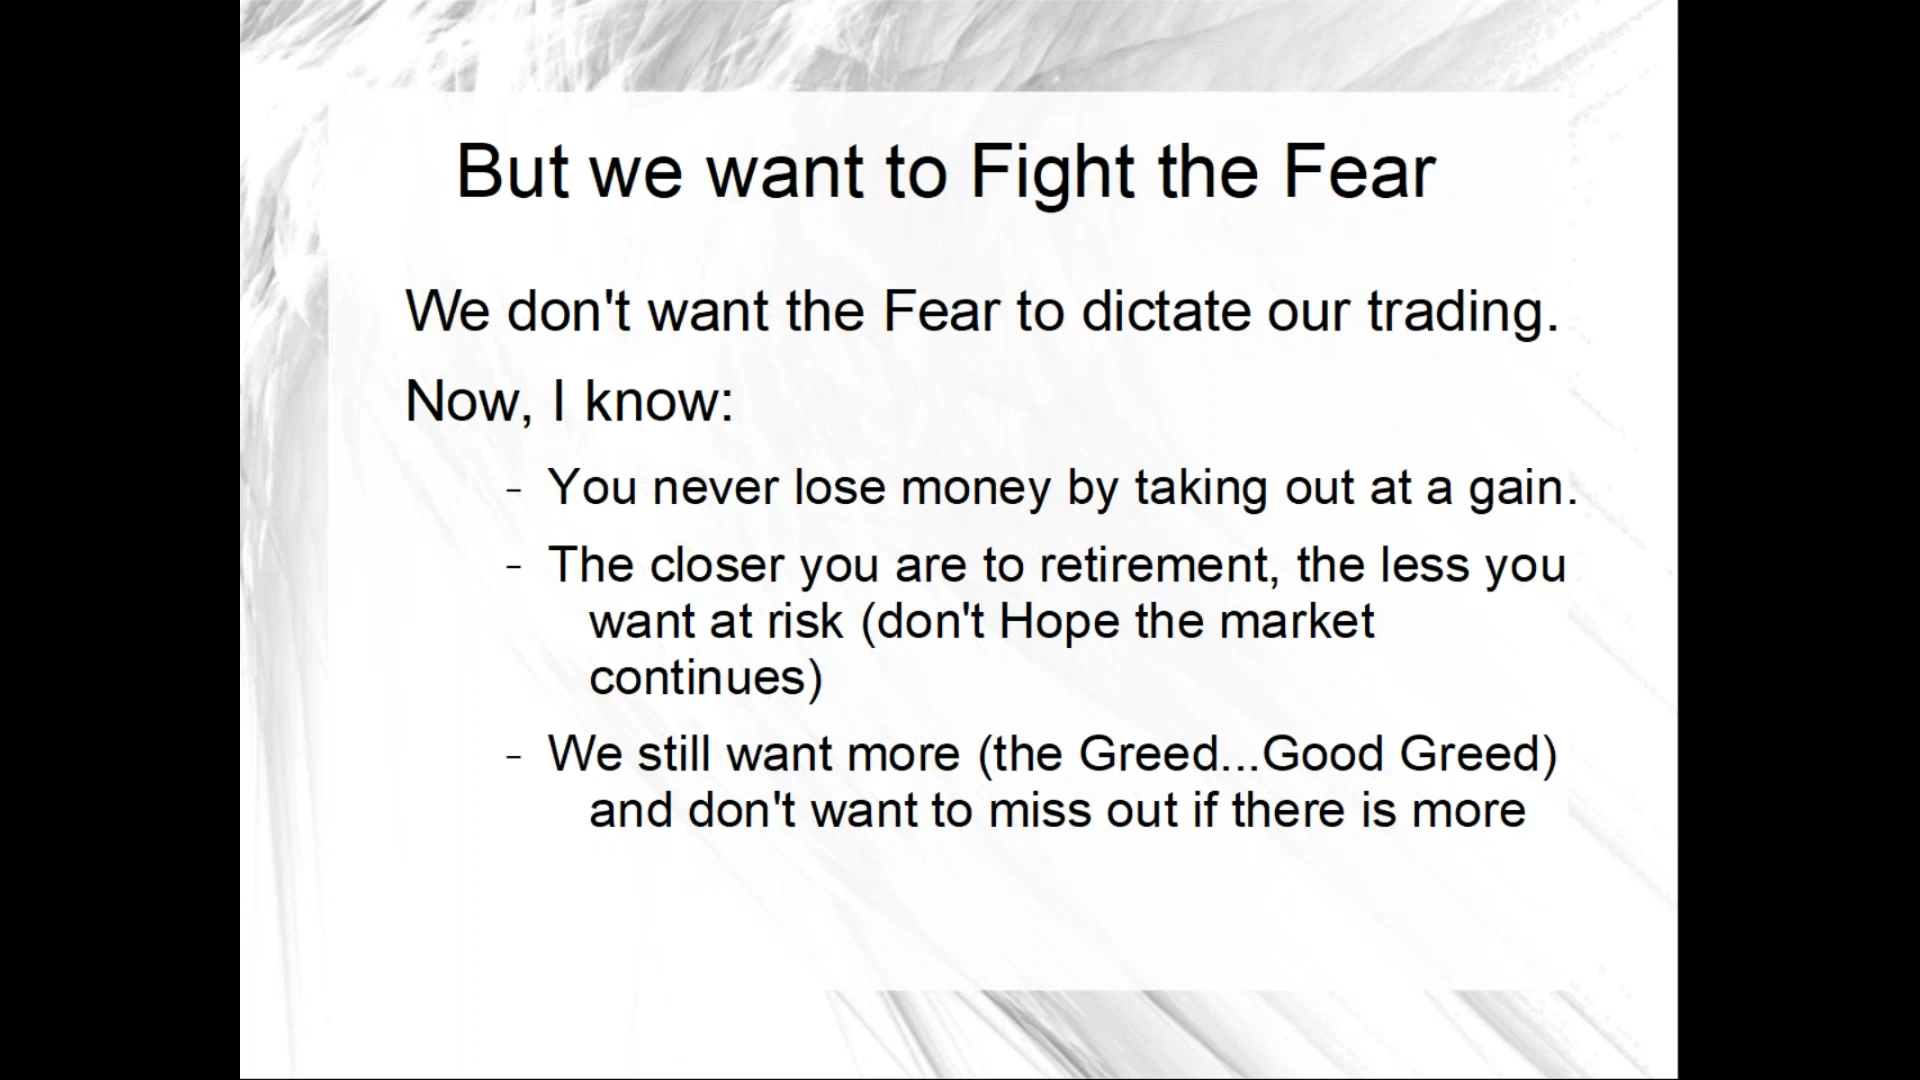 But we want to Fight the Fear
We don't want the Fear to dictate our trading.
Now, I know:
- You never lose money by taking out at a gain.
- The closer you are to retirement, the less you
want at risk (don't Hope the market
continues)
- We still want more (the Greed...Good Greed)
and don't want to miss out if there is more